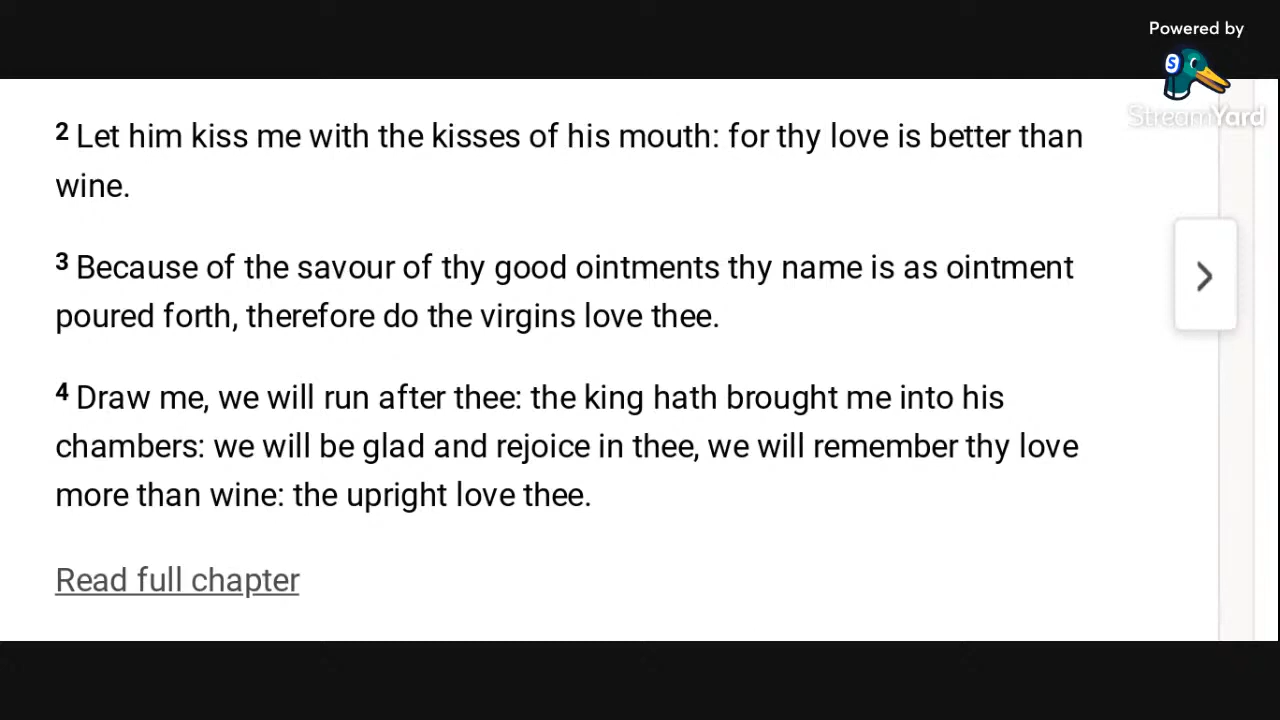 Powered by
S
StreamYard
2 Let him kiss me with the kisses of his mouth: for thy love is better than
wine.
3 Because of the savour of thy good ointments thy name is as ointment
poured forth, therefore do the virgins love thee.
4 Draw me, we will run after thee: the king hath brought me into his
chambers: we will be glad and rejoice in thee, we will remember thy love
more than wine: the upright love thee.
Read full chapter